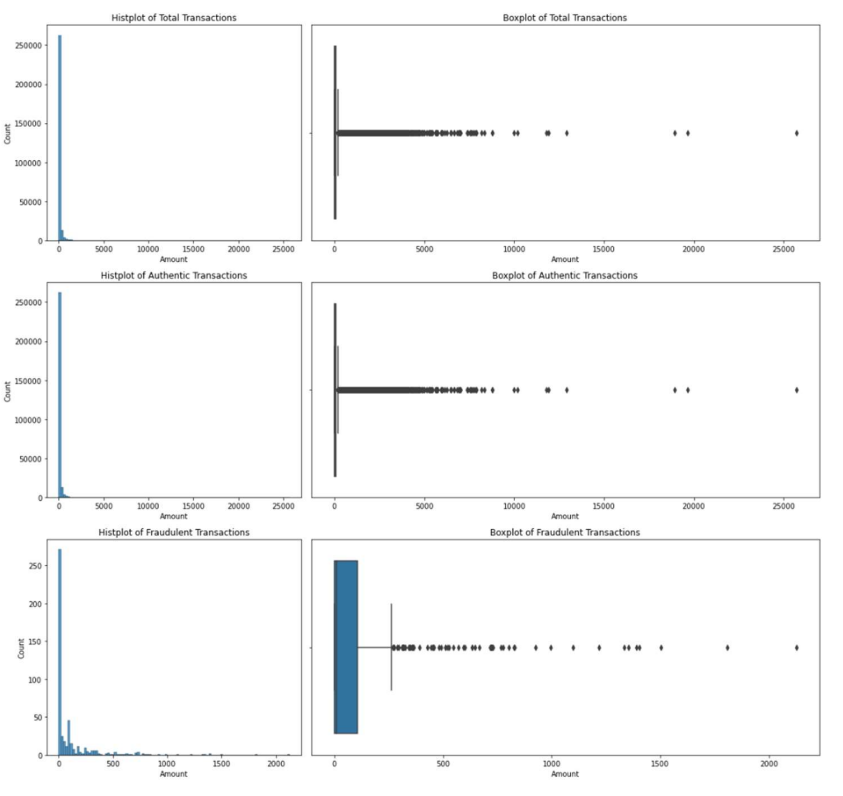 Histplot of Total Transactions
Boxplot of Total Transactions
Count
250000
200000
150000
100000
50000
0
0 5000 10000 15000 20000 25000
Amount
0 5000 10000 15000 20000 25000
Amount
Histplot of Authentic Transactions
Boxplot of Authentic Transactions
Count
250000
200000
150000
100000
50000
0
0 5000 10000 15000 20000 25000
Amount
0 5000 10000 15000 20000 25000
Amount
Histplot of Fraudulent Transactions
Boxplot of Fraudulent Transactions
Count
250
200
150
100
50
0
0 500 1000 1500 2000
Amount
0 500 1000 1500 2000
Amount